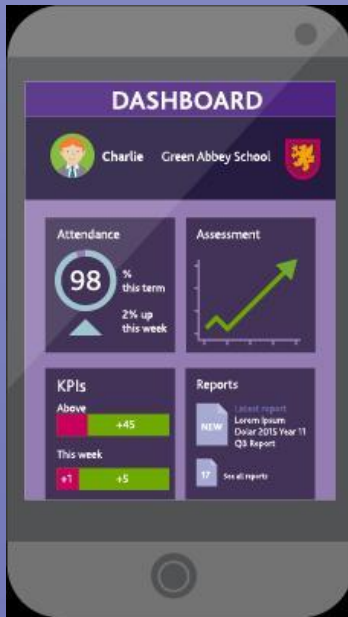 DASHBOARD
Charlie Green Abbey School
Attendance
98 %
this term
2% up
this week
Assessment
KPIs
Above
+45
This week
+1 +5
Reports
Latest report
NEW
Lorem Ipsum
Dolar 2015 Year 11
Q3 Report
17 See all reports